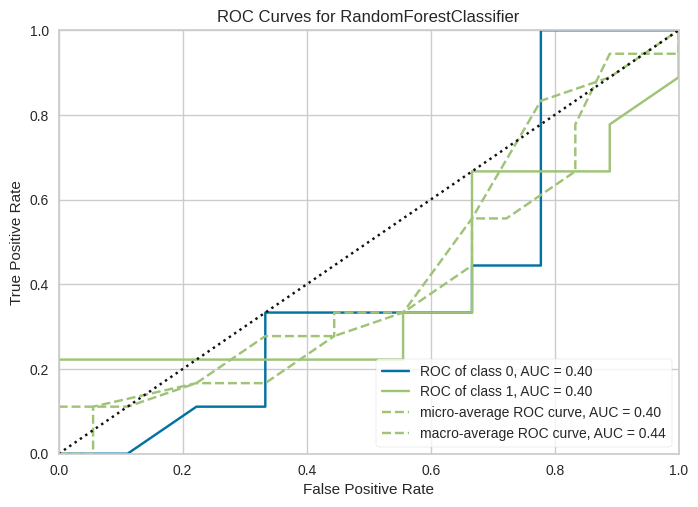 ROC Curves for RandomForestClassifier
True Positive Rate
1.0
0.8
0.6
0.4
0.2
0.0
ROC of class 0, AUC = 0.40
ROC of class 1, AUC = 0.40
micro-average ROC curve, AUC = 0.40
macro-average ROC curve, AUC = 0.44
0.0 0.2 0.4 0.6 0.8 1.0
False Positive Rate